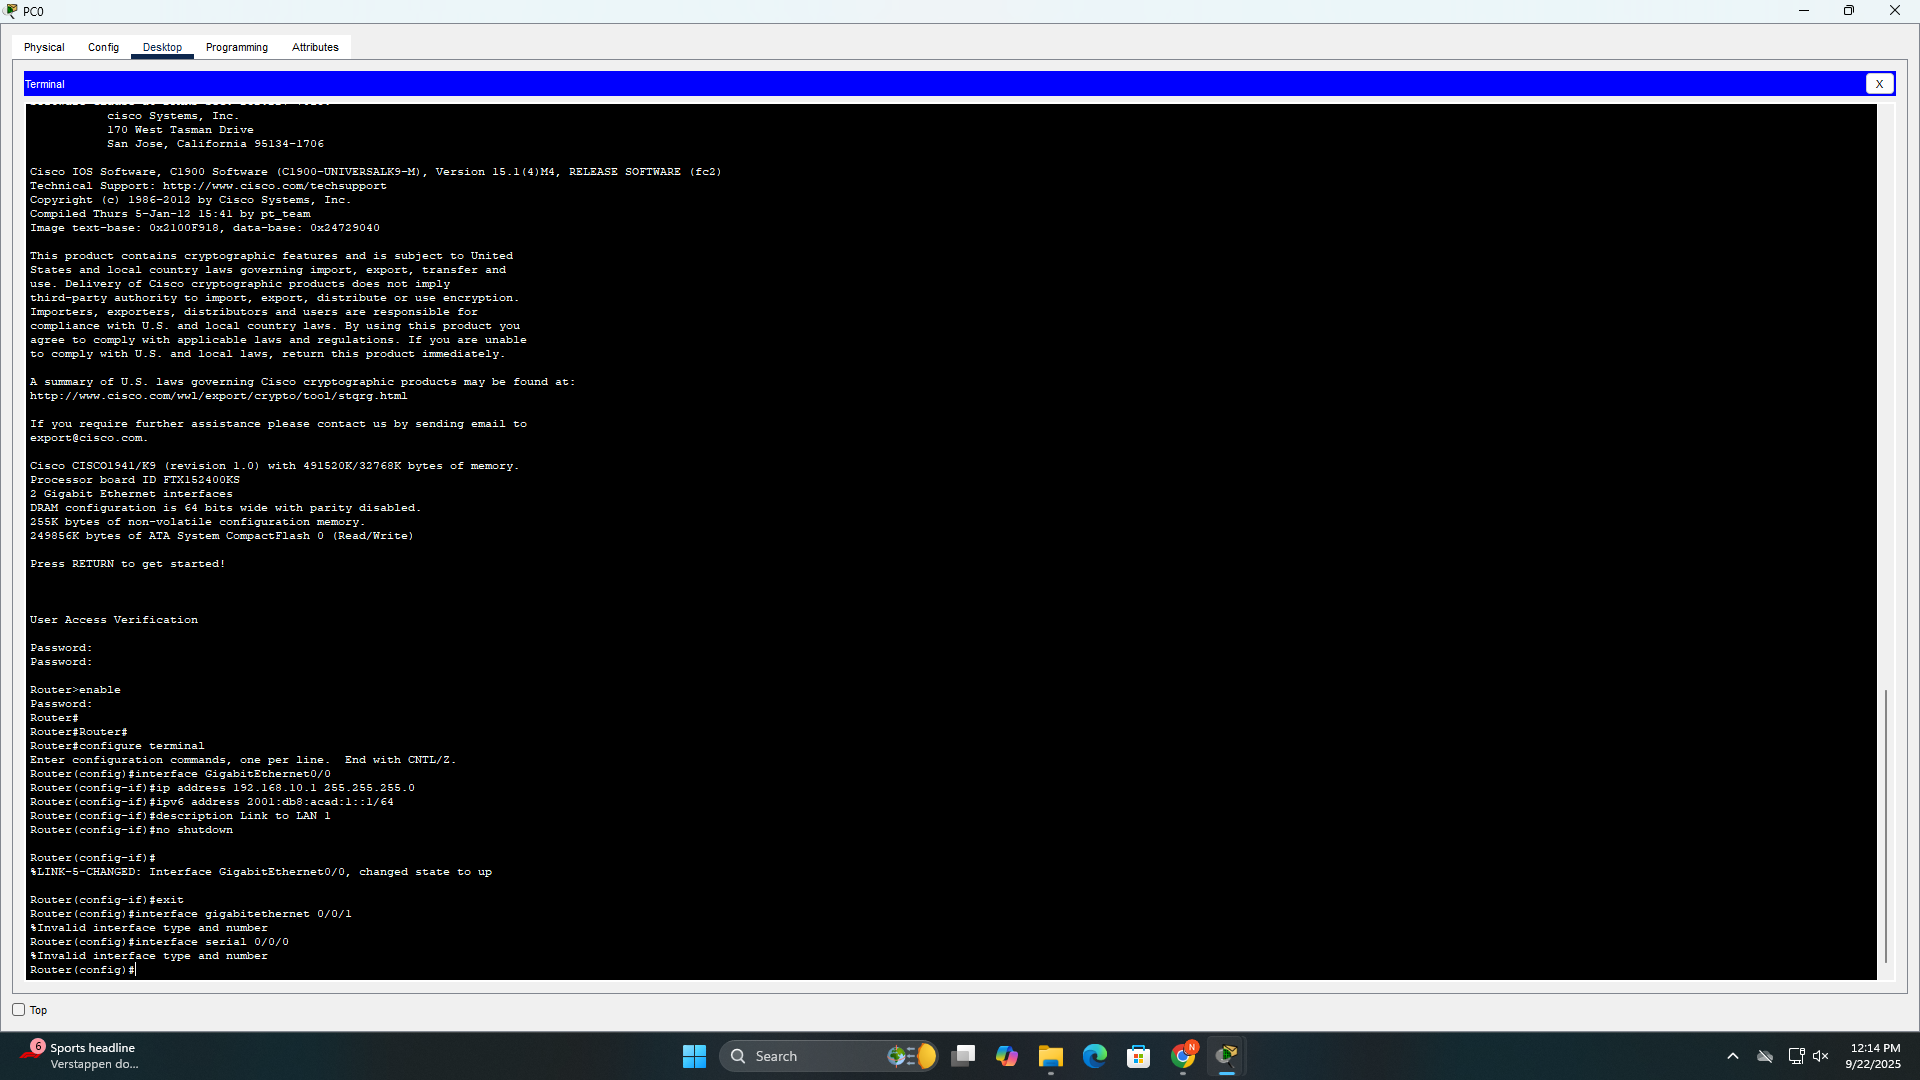 PC0
Physical Config Desktop Programming Attributes
Terminal
X
cisco Systems, Inc.
170 West Tasman Drive
San Jose, California 95134-1706
Cisco IOS Software, C1900 Software (C1900-UNIVERSALK9-M), Version 15.1(4)M4, RELEASE SOFTWARE (fc2)
Technical Support: http://www.cisco.com/techsupport
Copyright (c) 1986-2012 by Cisco Systems, Inc.
Compiled Thurs 5-Jan-12 15:41 by pt_team
Image text-base: 0x2100F918, data-base: 0x24729040
This product contains cryptographic features and is subject to United
States and local country laws governing import, export, transfer and
use. Delivery of Cisco cryptographic products does not imply
third-party authority to import, export, distribute or use encryption.
Importers, exporters, distributors and users are responsible for
compliance with U.S. and local country laws. By using this product you
agree to comply with applicable laws and regulations. If you are unable
to comply with U.S. and local laws, return this product immediately.
A summary of U.S. laws governing Cisco cryptographic products may be found at:
http://www.cisco.com/wwl/export/crypto/tool/stqrg.html
If you require further assistance please contact us by sending email to
export@cisco.com.
Cisco CISCO1941/K9 (revision 1.0) with 491520K/32768K bytes of memory.
Processor board ID FTX152400KS
2 Gigabit Ethernet interfaces
DRAM configuration is 64 bits wide with parity disabled.
255K bytes of non-volatile configuration memory.
249856K bytes of ATA System CompactFlash 0 (Read/Write)
Press RETURN to get started!
User Access Verification
Password:
Password:
Router>enable
Password:
Router#
Router#Router#
Router#configure terminal
Enter configuration commands, one per line.  End with CNTL/Z.
Router(config)#interface GigabitEthernet0/0
Router(config-if)#ip address 192.168.10.1 255.255.255.0
Router(config-if)#ipv6 address 2001:db8:acad:1::1/64
Router(config-if)#description Link to LAN 1
Router(config-if)#no shutdown
Router(config-if)#
%LINK-5-CHANGED: Interface GigabitEthernet0/0, changed state to up
Router(config-if)#exit
Router(config)#interface gigabitethernet 0/0/1
%Invalid interface type and number
Router(config)#interface serial 0/0/0
%Invalid interface type and number
Router(config)#
Top
6
Sports headline
Verstappen do...
Search
N
12:14 PM
9/22/2025